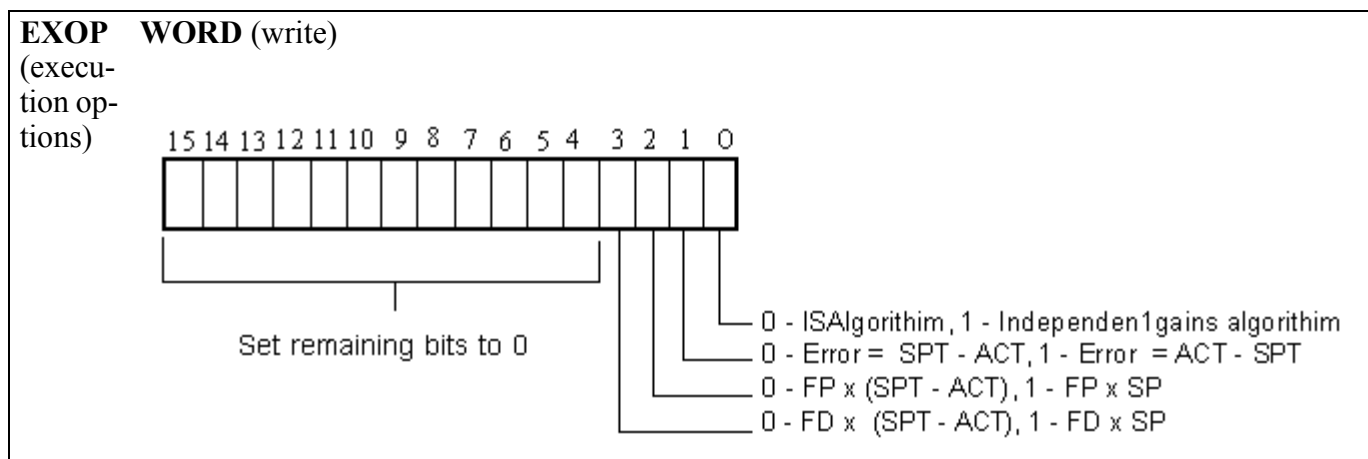 EXOP WORD (write)
(execu-
tion op-
tions)
15 14 13 12 11 10 9 8 7 6 5 4 3 2 1 0
0 - ISAlgorithim, 1 - Independen1gains algorithim
Set remaining bits to 0
0 - Error = SPT - ACT, 1 - Error = ACT - SPT
0 - FP x (SPT - ACT), 1 - FP x SP
0 - FD x (SPT - ACT), 1 - FD x SP